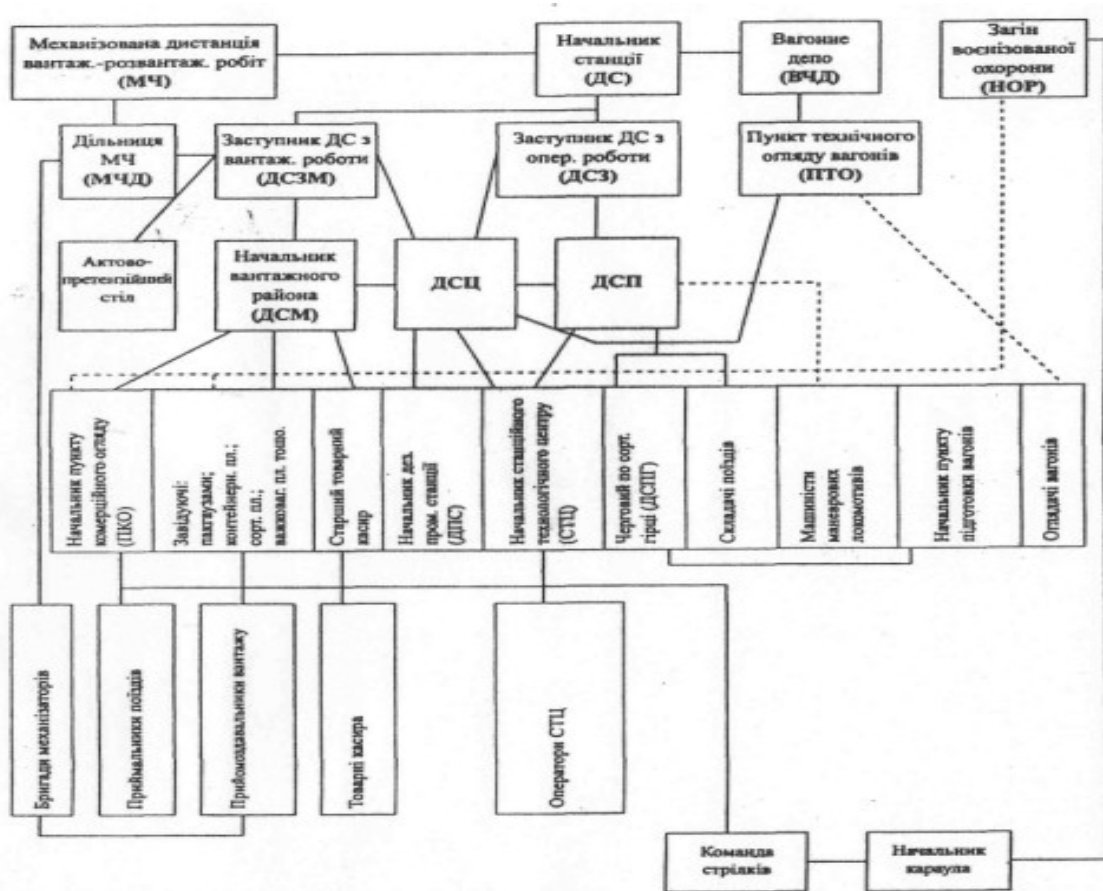 Механізована дистанція
вантаж.-розвантаж. робіт
(МЧ)
Начальник
станції
(ДС)
Вагонне
депо
(ВЧД)
Загін
воєнізованої
охорони
(НОР)
Дільниця
МЧ
(МЧД)
Заступник ДС з
вантаж. роботи
(ДСЗМ)
Заступник ДС з
опер. роботи
(ДСЗ)
Пункт технічного
огляду вагонів
(ПТО)
Актово-
претензійний
стіл
Начальник
вантажного
района
(ДСМ)
ДСЦ
ДСП
Начальник пункту
комерційного огляду
(ПКО)
Завідуючі:
пакгаузами;
контейнерн. пл.;
сорт. пл.;
важковаг. пл. тощо.
Старший товарний
касир
Начальник дез.
пром. станції
(ДПС)
Начальник стаційного
технологічного центру
(СТЦ)
Черговий по сорт.
гірці (ДСПГ)
Складачі поїздів
Машиністи
маневрових
локомотивів
Начальник пункту
підготовки вагонів
Оглядачі вагонів
Бригади механізаторів
Приймальники поїздів
Прийомоздавальники вантажу
Товарні касира
Оператори СТЦ
Команда
стрілків
Начальник
караула